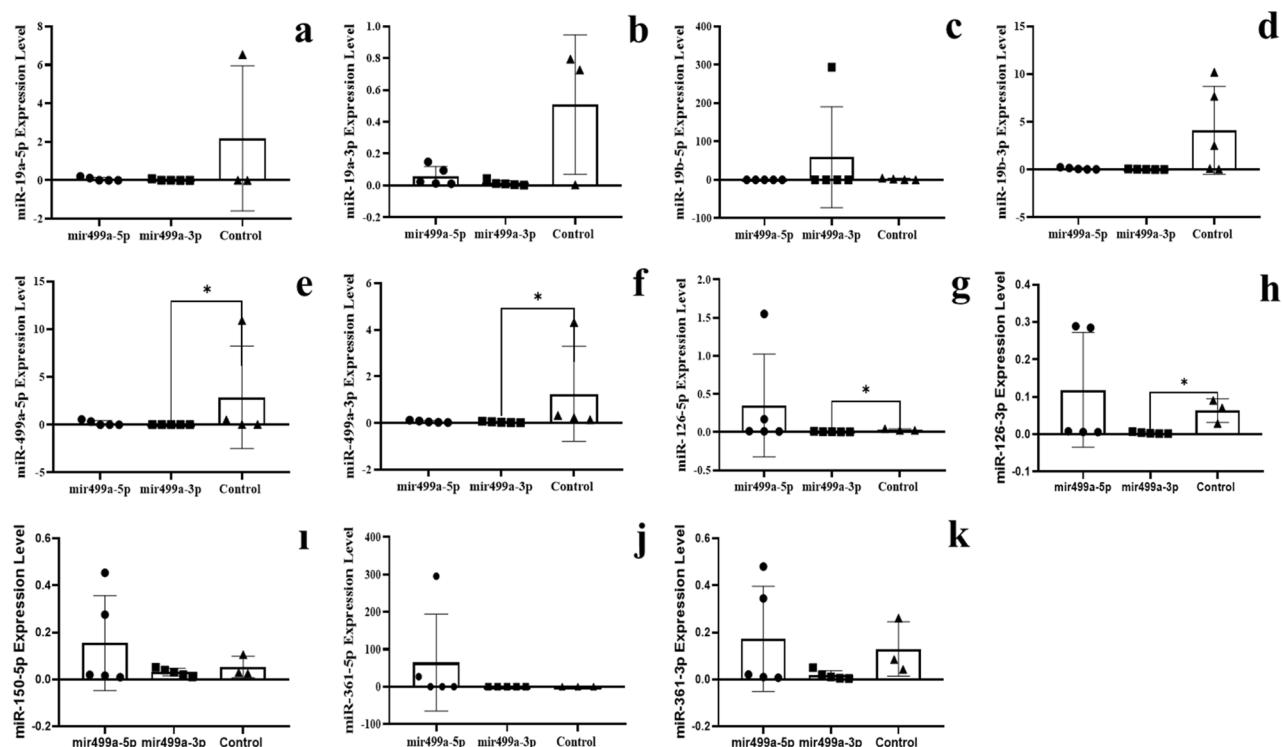 a
miR-19a-5p Expression Level
8
6
4
2
0
-2
mir499a-5p mir499a-3p Control
b
miR-19a-3p Expression Level
1.0
0.8
0.6
0.4
0.2
0.0
-0.2
mir499a-5p mir499a-3p Control
c
miR-19b-5p Expression Level
400
300
200
100
0
-100
mir499a-5p mir499a-3p Control
d
miR-19b-3p Expression Level
15
10
5
0
-5
mir499a-5p mir499a-3p Control
e
miR-499a-5p Expression Level
15
10
5
0
-5
*
mir499a-5p mir499a-3p Control
f
miR-499a-3p Expression Level
6
4
2
0
-2
*
mir499a-5p mir499a-3p Control
g
miR-126-5p Expression Level
2.0
1.5
1.0
0.5
0.0
-0.5
*
mir499a-5p mir499a-3p Control
h
miR-126-3p Expression Level
0.4
0.3
0.2
0.1
0.0
-0.1
*
mir499a-5p mir499a-3p Control
ı
miR-150-5p Expression Level
0.6
0.4
0.2
0.0
-0.2
mir499a-5p mir499a-3p Control
j
miR-361-5p Expression Level
400
300
200
100
0
-100
mir499a-5p mir499a-3p Control
k
miR-361-3p Expression Level
0.6
0.4
0.2
0.0
-0.2
mir499a-5p mir499a-3p Control